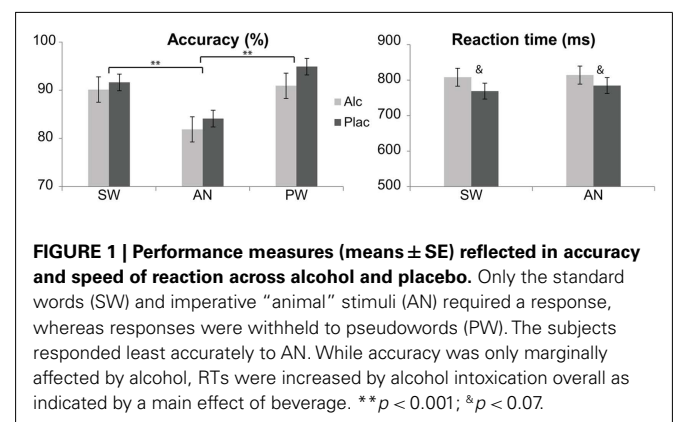 Accuracy (%)
100
90
80
70
**
**
SW
AN
PW
Alc
Plac
Reaction time (ms)
900
800
700
600
500
&
&
SW
AN
FIGURE 1 | Performance measures (means ± SE) reflected in accuracy
and speed of reaction across alcohol and placebo. Only the standard
words (SW) and imperative “animal” stimuli (AN) required a response,
whereas responses were withheld to pseudowords (PW). The subjects
responded least accurately to AN. While accuracy was only marginally
affected by alcohol, RTs were increased by alcohol intoxication overall as
indicated by a main effect of beverage. **p < 0.001; &p < 0.07.